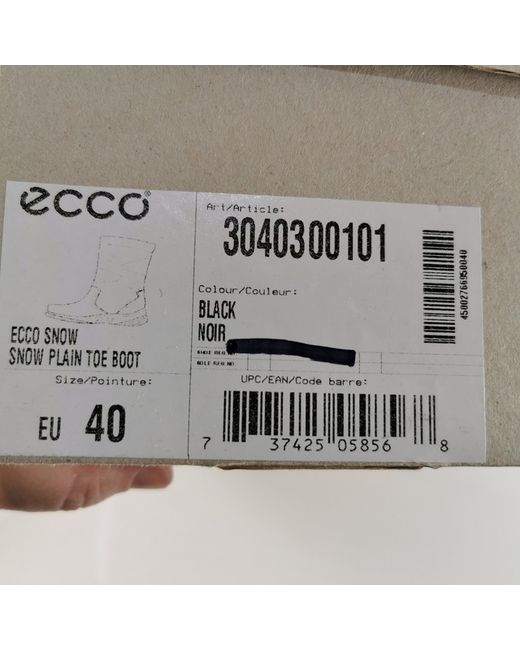 ecco®
Art/Article:
3040300101
Colour/Couleur:
BLACK
NOIR
ECCO SNOW
SNOW PLAIN TOE BOOT
Size/Pointure:
EU 40
UPC/EAN/Code barre:
7 37425 05856 8